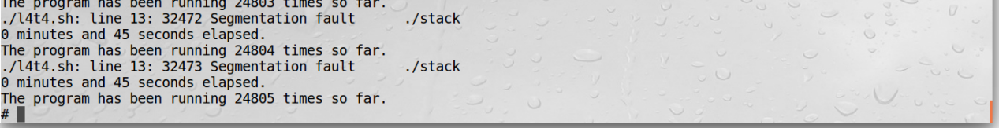 The program has been running 24803 times so far.
./l4t4.sh: line 13: 32472 Segmentation fault      ./stack
0 minutes and 45 seconds elapsed.
The program has been running 24804 times so far.
./l4t4.sh: line 13: 32473 Segmentation fault      ./stack
0 minutes and 45 seconds elapsed.
The program has been running 24805 times so far.
#